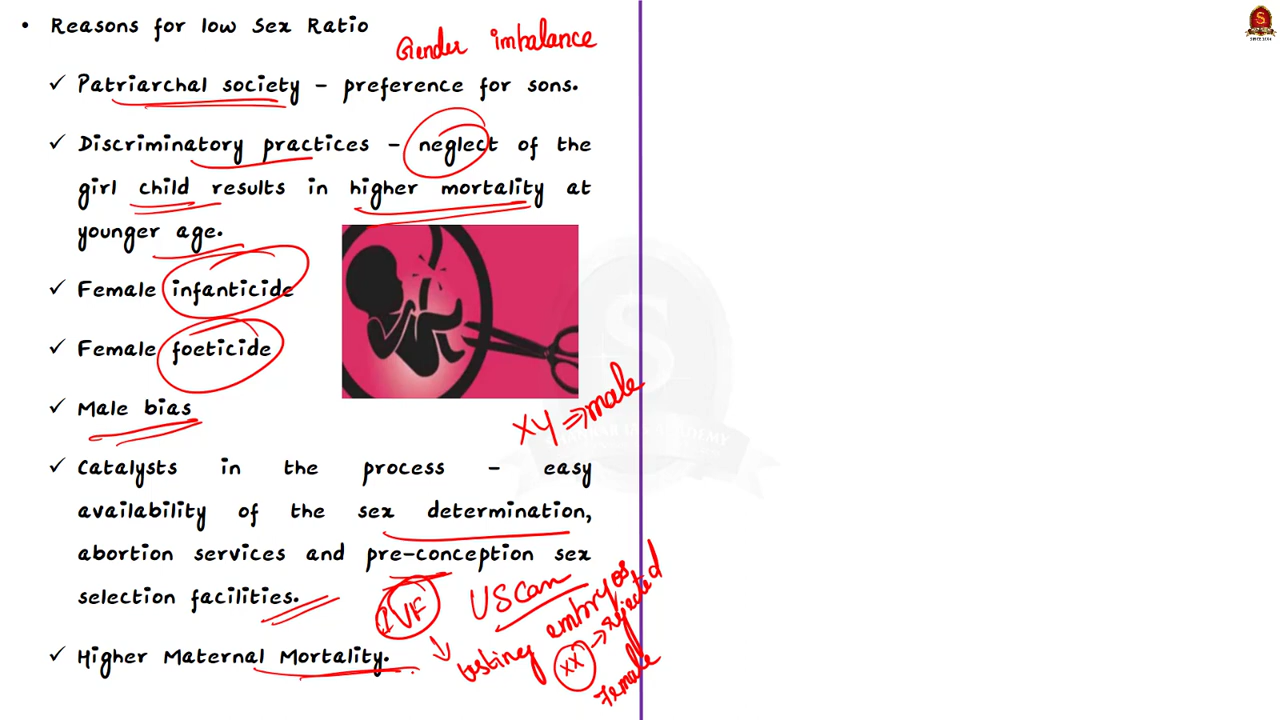 • Reasons for low Sex Ratio
Gender imbalance
✓ Patriarchal society – preference for sons.
✓ Discriminatory practices – neglect of the
girl child results in higher mortality at
younger age.
✓ Female infanticide
✓ Female foeticide
✓ Male bias
XY ⇒ male
✓ Catalysts in the process – easy
availability of the sex determination,
abortion services and pre-conception sex
selection facilities.
IVF
UScan
testing embryos
XX → rejected
Female
✓ Higher Maternal Mortality.